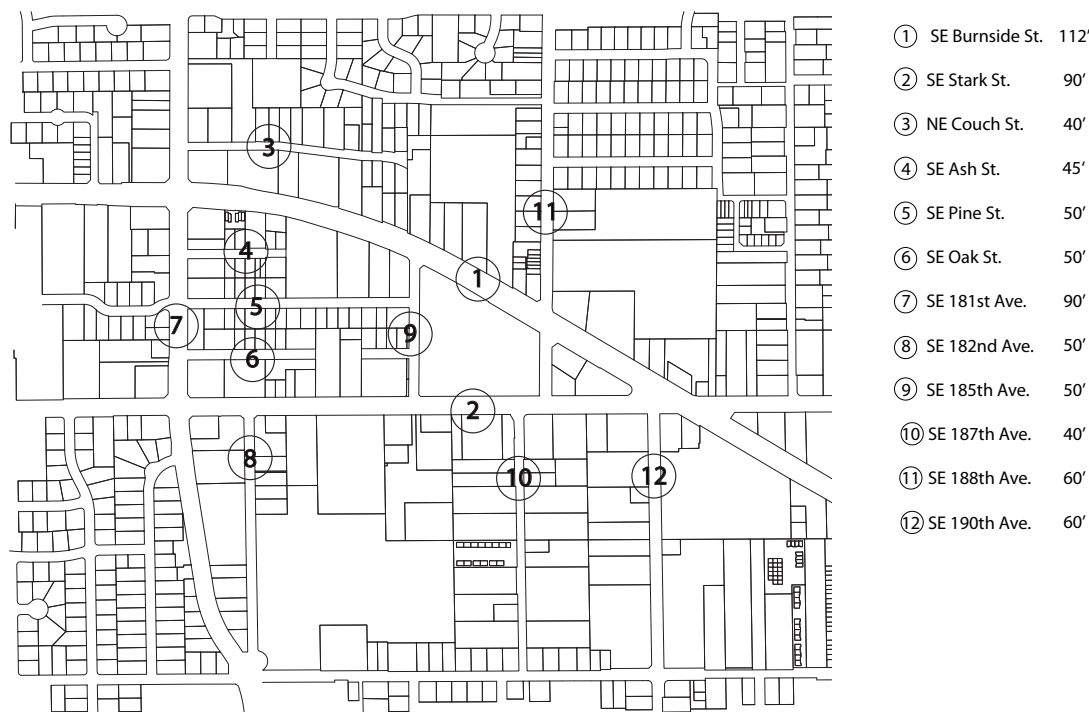 1 SE Burnside St. 112'
2 SE Stark St. 90'
3 NE Couch St. 40'
4 SE Ash St. 45'
5 SE Pine St. 50'
6 SE Oak St. 50'
7 SE 181st Ave. 90'
8 SE 182nd Ave. 50'
9 SE 185th Ave. 50'
10 SE 187th Ave. 40'
11 SE 188th Ave. 60'
12 SE 190th Ave. 60'
3
11
4
1
5
7
9
6
2
8
10
12